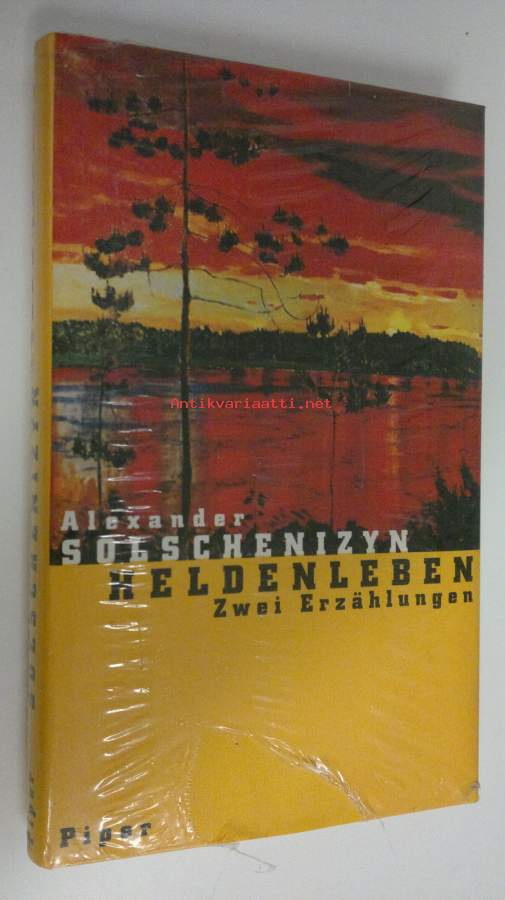 Antikvariaatti.net
Alexander
SOLSCHENIZYN
HELDENLEBEN
Zwei Erzählungen
Piper